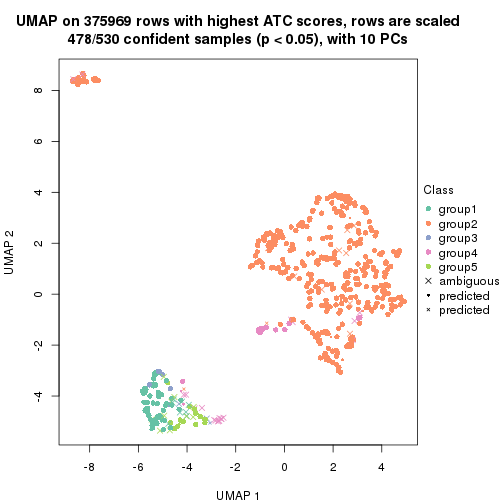 UMAP on 375969 rows with highest ATC scores, rows are scaled
478/530 confident samples (p < 0.05), with 10 PCs
8
6
4
2
0
-2
-4
UMAP 2
-8
-6
-4
-2
0
2
4
UMAP 1
Class
group1
group2
group3
group4
group5
ambiguous
predicted
predicted